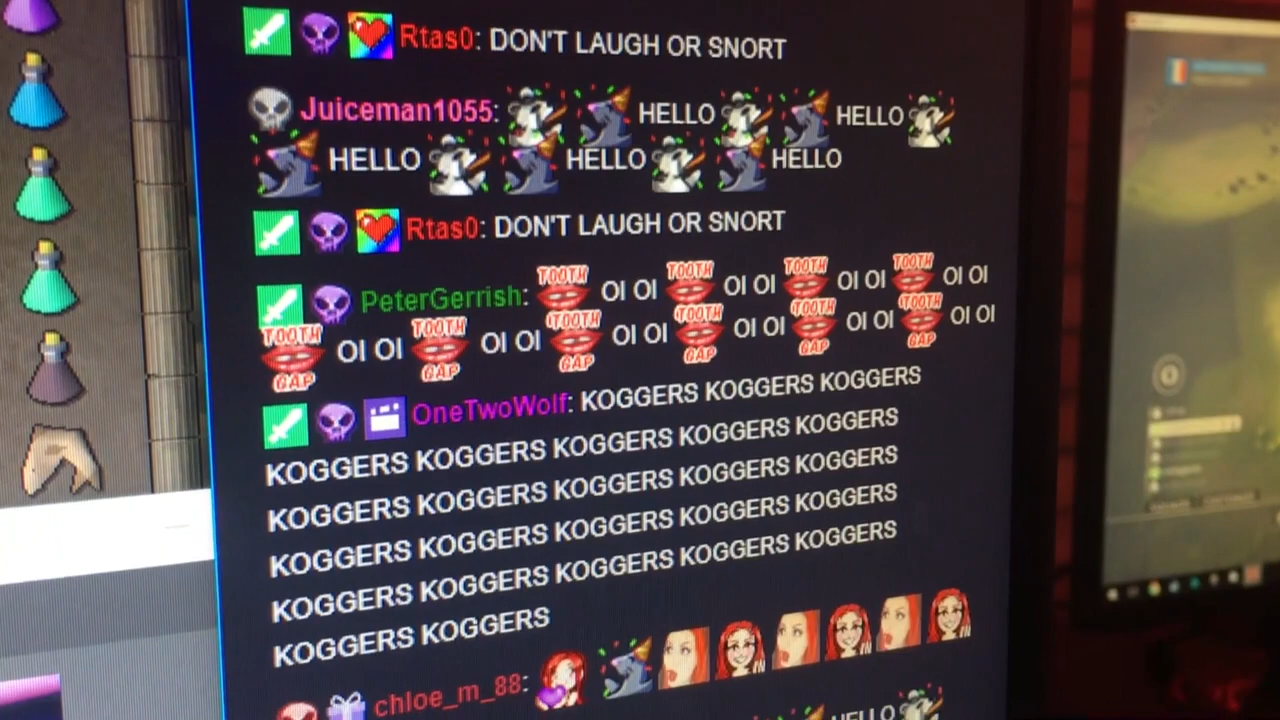 Rtas0: DON'T LAUGH OR SNORT
Juiceman1055: HELLO HELLO
HELLO HELLO HELLO
Rtas0: DON'T LAUGH OR SNORT
PeterGerrish: TOOTH OI OI TOOTH OI OI TOOTH OI OI TOOTH OI OI
TOOTH GAP OI OI TOOTH GAP OI OI TOOTH GAP OI OI TOOTH GAP OI OI TOOTH GAP OI OI TOOTH GAP OI OI
OneTwoWolf: KOGGERS KOGGERS KOGGERS
KOGGERS KOGGERS KOGGERS KOGGERS KOGGERS
KOGGERS KOGGERS KOGGERS KOGGERS KOGGERS
KOGGERS KOGGERS KOGGERS KOGGERS KOGGERS
KOGGERS KOGGERS KOGGERS KOGGERS KOGGERS
KOGGERS KOGGERS
chloe_m_88:
HELLO